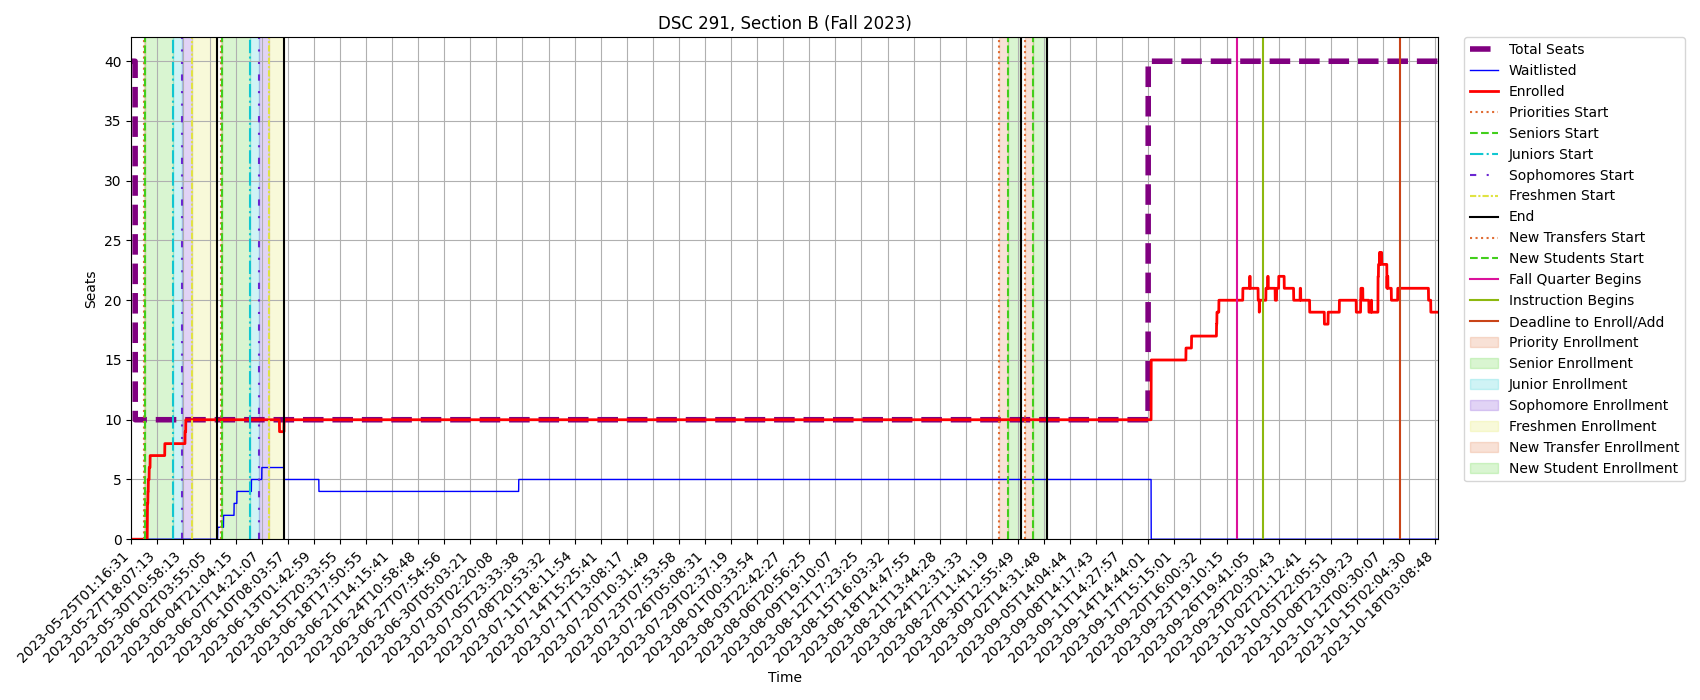 DSC 291, Section B (Fall 2023)
Seats
40
35
30
25
20
15
10
5
0
2023-05-25T01:16:31
2023-05-27T18:07:13
2023-05-30T10:58:13
2023-06-02T03:55:05
2023-06-04T21:04:15
2023-06-07T14:21:07
2023-06-10T08:03:57
2023-06-13T01:42:59
2023-06-15T20:33:55
2023-06-18T17:50:55
2023-06-21T14:15:41
2023-06-24T10:58:48
2023-06-27T07:54:56
2023-06-30T05:03:21
2023-07-03T02:20:08
2023-07-05T23:33:38
2023-07-08T20:53:32
2023-07-11T18:11:54
2023-07-14T15:25:41
2023-07-17T13:08:17
2023-07-20T10:31:49
2023-07-23T07:53:58
2023-07-26T05:08:31
2023-07-29T02:37:19
2023-08-01T00:33:54
2023-08-03T22:42:27
2023-08-06T20:56:25
2023-08-09T19:10:07
2023-08-12T17:23:25
2023-08-15T16:03:32
2023-08-18T14:47:55
2023-08-21T13:44:28
2023-08-24T12:31:33
2023-08-27T11:41:19
2023-08-30T12:55:49
2023-09-02T14:31:48
2023-09-05T14:04:44
2023-09-08T14:17:43
2023-09-11T14:27:57
2023-09-14T14:44:01
2023-09-17T15:15:01
2023-09-20T16:00:32
2023-09-23T19:10:15
2023-09-26T19:41:05
2023-09-29T20:30:43
2023-10-02T21:12:41
2023-10-05T22:05:51
2023-10-08T23:09:23
2023-10-12T00:30:07
2023-10-15T02:04:30
2023-10-18T03:08:48
Time
Total Seats
Waitlisted
Enrolled
Priorities Start
Seniors Start
Juniors Start
Sophomores Start
Freshmen Start
End
New Transfers Start
New Students Start
Fall Quarter Begins
Instruction Begins
Deadline to Enroll/Add
Priority Enrollment
Senior Enrollment
Junior Enrollment
Sophomore Enrollment
Freshmen Enrollment
New Transfer Enrollment
New Student Enrollment